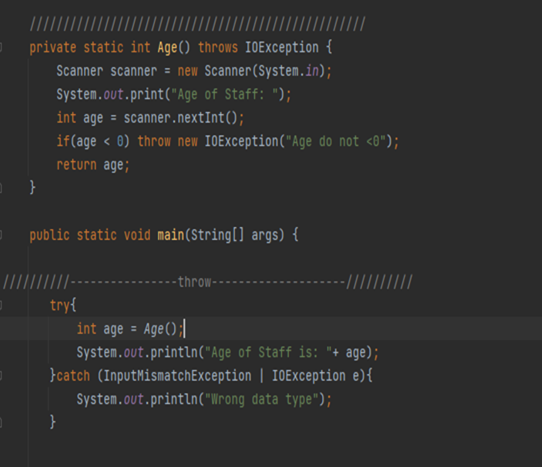 //////////////////////////////////////////////////
private static int Age() throws IOException {
Scanner scanner = new Scanner(System.in);
System.out.print("Age of Staff: ");
int age = scanner.nextInt();
if(age < 0) throw new IOException("Age do not <0");
return age;
}
public static void main(String[] args) {
//////////----------------throw--------------------//////////
try{
int age = Age();
System.out.println("Age of Staff is: "+ age);
}catch (InputMismatchException | IOException e){
System.out.println("Wrong data type");
}